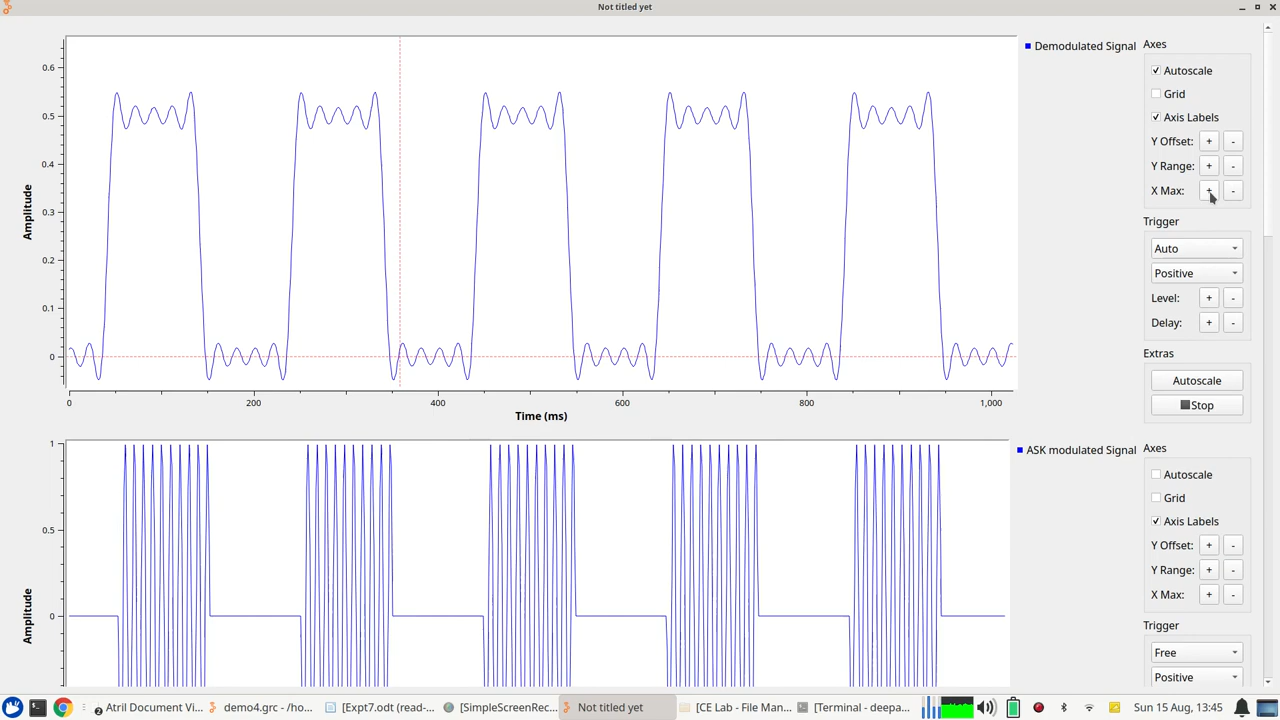 Not titled yet
Demodulated Signal
Axes
Autoscale
Grid
Axis Labels
Y Offset: + -
Y Range: + -
X Max: + -
Trigger
Auto
Positive
Level: + -
Delay: + -
Extras
Autoscale
Stop
Amplitude
0.6
0.5
0.4
0.3
0.2
0.1
0
0 200 400 600 800 1,000
Time (ms)
ASK modulated Signal
Axes
Autoscale
Grid
Axis Labels
Y Offset: + -
Y Range: + -
X Max: + -
Trigger
Free
Positive
Amplitude
1
0.5
0
Atril Document Vi... demo4.grc - /ho... [Expt7.odt (read-... [SimpleScreenRec... Not titled yet [CE Lab - File Man... [Terminal - deepa... Sun 15 Aug, 13:45